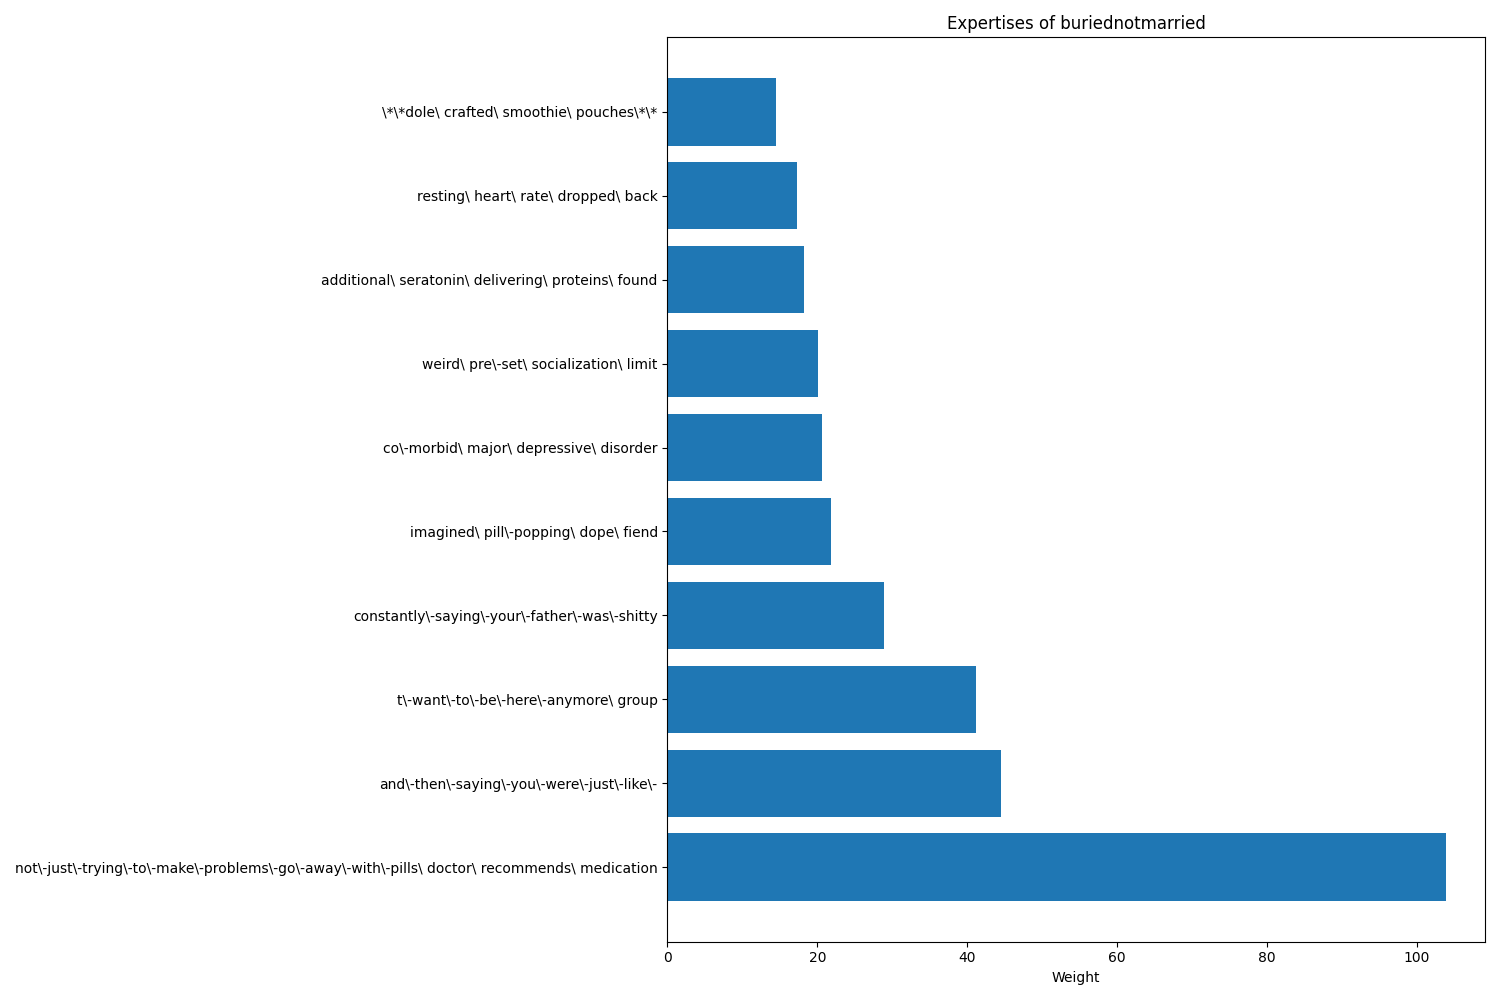 Expertises of buriednotmarried
\*\*dole\ crafted\ smoothie\ pouches\*\*
resting\ heart\ rate\ dropped\ back
additional\ seratonin\ delivering\ proteins\ found
weird\ pre\-set\ socialization\ limit
co\-morbid\ major\ depressive\ disorder
imagined\ pill\-popping\ dope\ fiend
constantly\-saying\-your\-father\-was\-shitty
t\-want\-to\-be\-here\-anymore\ group
and\-then\-saying\-you\-were\-just\-like\-
not\-just\-trying\-to\-make\-problems\-go\-away\-with\-pills\ doctor\ recommends\ medication
0 20 40 60 80 100
Weight